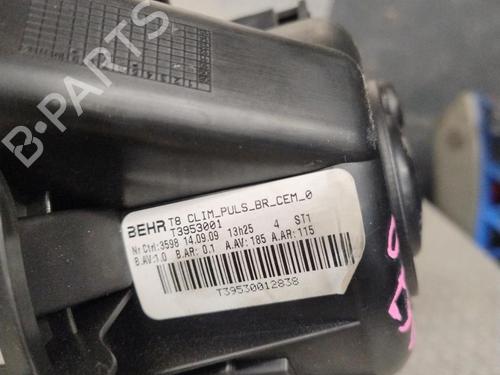 B-PARTS
BEHR T8 CLIM_PULS_BR_CEM_0
T3953001
Nr Ctrl:3598 14.09.09 13h25 4 ST1
B.AV:1.0 B.AR: 0.1 A.AV: 185 A.AR: 115
T39530012838